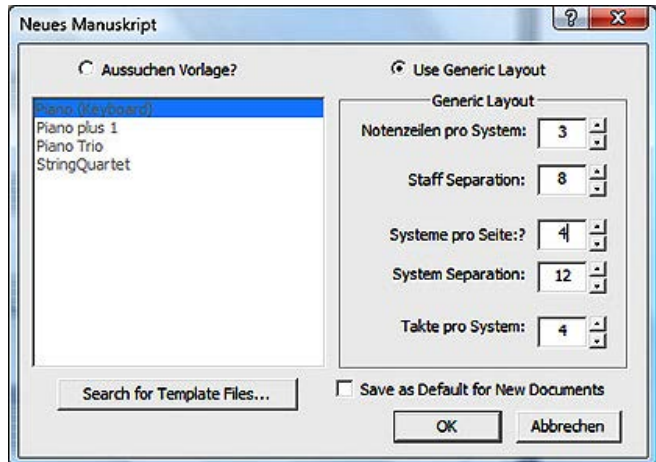 Neues Manuskript
Aussuchen Vorlage?
Use Generic Layout
Piano (Keyboard)
Piano plus 1
Piano Trio
StringQuartet
Generic Layout
Notenzeilen pro System: 3
Staff Separation: 8
Systeme pro Seite:? 4
System Separation: 12
Takte pro System: 4
Search for Template Files...
Save as Default for New Documents
OK
Abbrechen